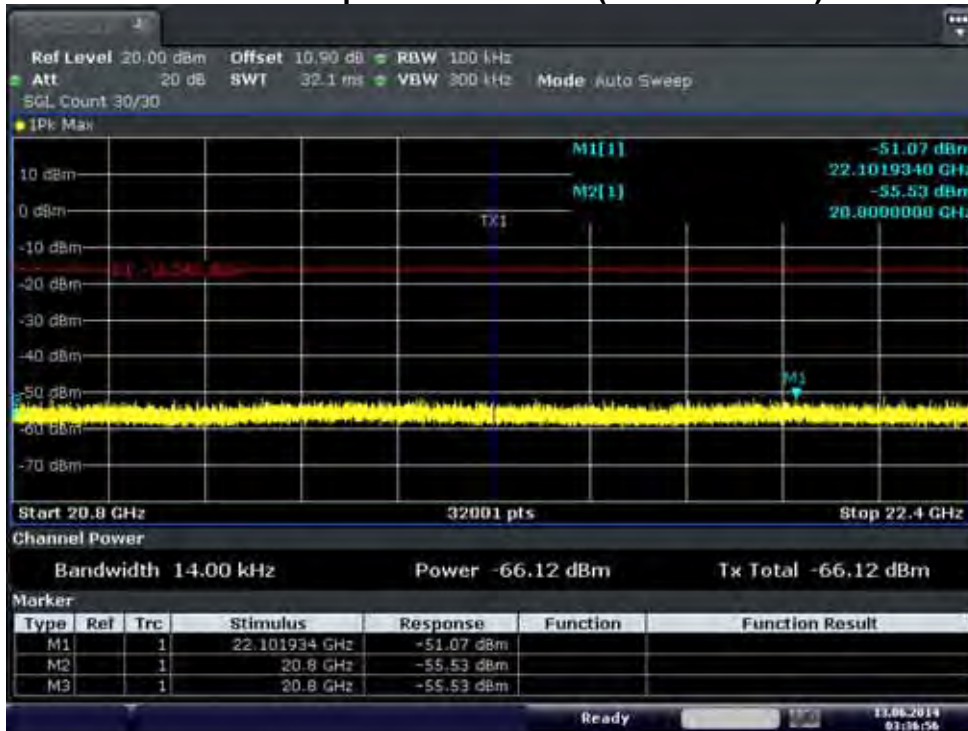 Ref Level 20.00 dBm Offset 10.90 dB RBW 100 kHz
Att 20 dB SWT 32.1 ms VBW 300 kHz Mode Auto Sweep
SGL Count 30/30
1Pk Max
M1[1] -51.07 dBm
22.1019340 GHz
M2[1] -55.53 dBm
20.8000000 GHz
10 dBm
0 dBm
TX1
-10 dBm
-20 dBm
-30 dBm
-40 dBm
M1
-50 dBm
-60 dBm
-70 dBm
Start 20.8 GHz 32001 pts Stop 22.4 GHz
Channel Power
Bandwidth 14.00 kHz Power -66.12 dBm Tx Total -66.12 dBm
Marker
Type Ref Trc Stimulus Response Function Function Result
M1 1 22.101934 GHz -51.07 dBm
M2 1 20.8 GHz -55.53 dBm
M3 1 20.8 GHz -55.53 dBm
Ready 13.06.2014
03:36:56